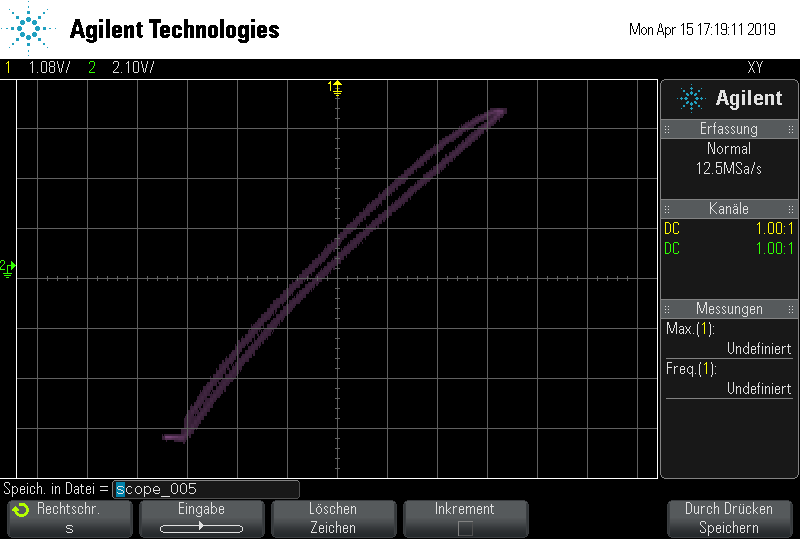 Agilent Technologies
Mon Apr 15 17:19:11 2019
1 1.08V/ 2 2.10V/ XY
1
2
Agilent
Erfassung
Normal
12.5MSa/s
Kanäle
DC 1.00:1
DC 1.00:1
Messungen
Max.(1):
Undefiniert
Freq.(1):
Undefiniert
Speich. in Datei = scope_005
Rechtschr.
s
Eingabe
Löschen
Zeichen
Inkrement
Durch Drücken
Speichern